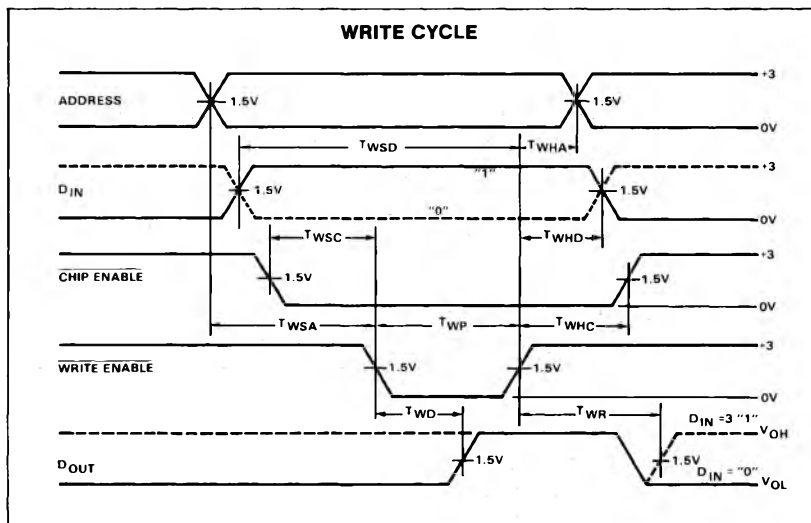 WRITE CYCLE
+3
ADDRESS
1.5V
1.5V
0V
TWSD
TWHA
+3
"1"
DIN
1.5V
1.5V
"0"
0V
TWSC
TWHD
+3
CHIP ENABLE
1.5V
1.5V
0V
TWSA
TWP
TWHC
+3
WRITE ENABLE
1.5V
1.5V
0V
TWD
TWR
DIN =3 "1"
VOH
DOUT
1.5V
1.5V
DIN = "0"
VOL